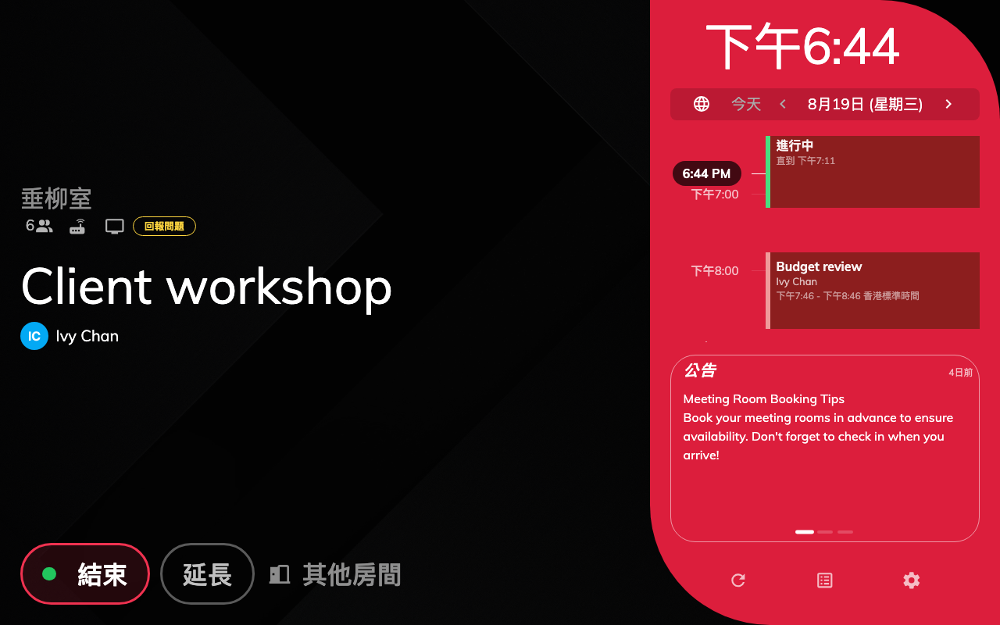 垂柳室
6
回報問題
Client workshop
IC
Ivy Chan
結束
延長
其他房間
下午6:44
今天
8月19日 (星期三)
進行中
直到 下午7:11
6:44 PM
下午7:00
下午8:00
Budget review
Ivy Chan
下午7:46 - 下午8:46 香港標準時間
公告
4日前
Meeting Room Booking Tips
Book your meeting rooms in advance to ensure
availability. Don't forget to check in when you
arrive!